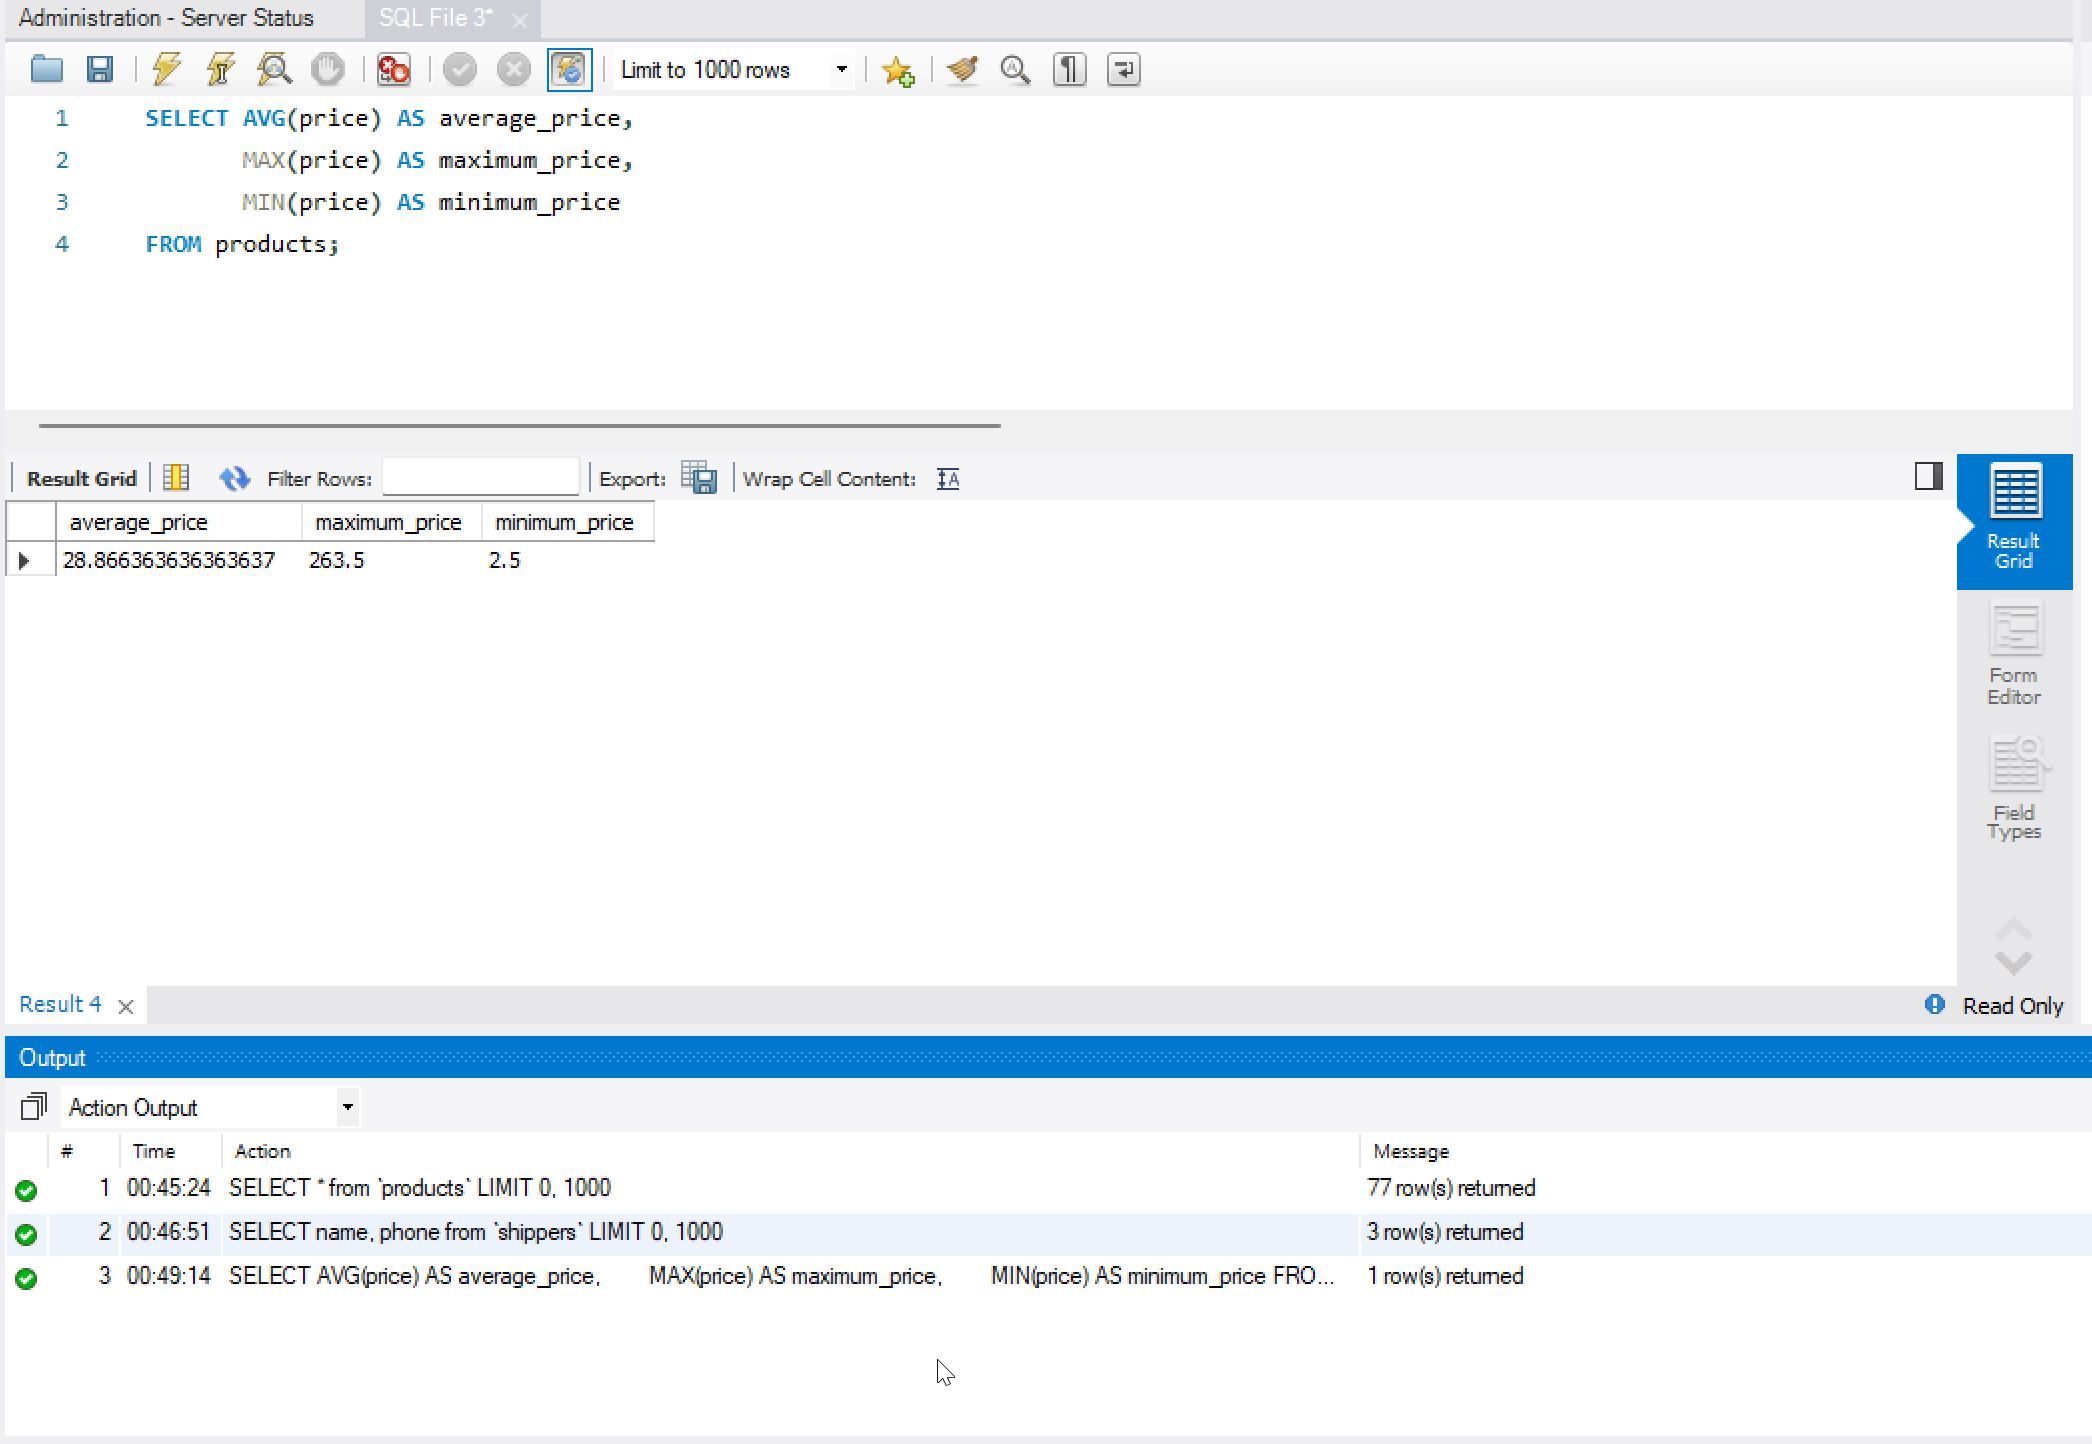 Administration - Server Status SQL File 3*
Limit to 1000 rows
1 SELECT AVG(price) AS average_price,
2 MAX(price) AS maximum_price,
3 MIN(price) AS minimum_price
4 FROM products;
Result Grid Filter Rows: Export: Wrap Cell Content:
average_price maximum_price minimum_price
28.866363636363637 263.5 2.5
Result
Grid
Form
Editor
Field
Types
Result 4 Read Only
Output
Action Output
# Time Action Message
1 00:45:24 SELECT * from `products` LIMIT 0, 1000 77 row(s) returned
2 00:46:51 SELECT name, phone from `shippers` LIMIT 0, 1000 3 row(s) returned
3 00:49:14 SELECT AVG(price) AS average_price, MAX(price) AS maximum_price, MIN(price) AS minimum_price FRO... 1 row(s) returned